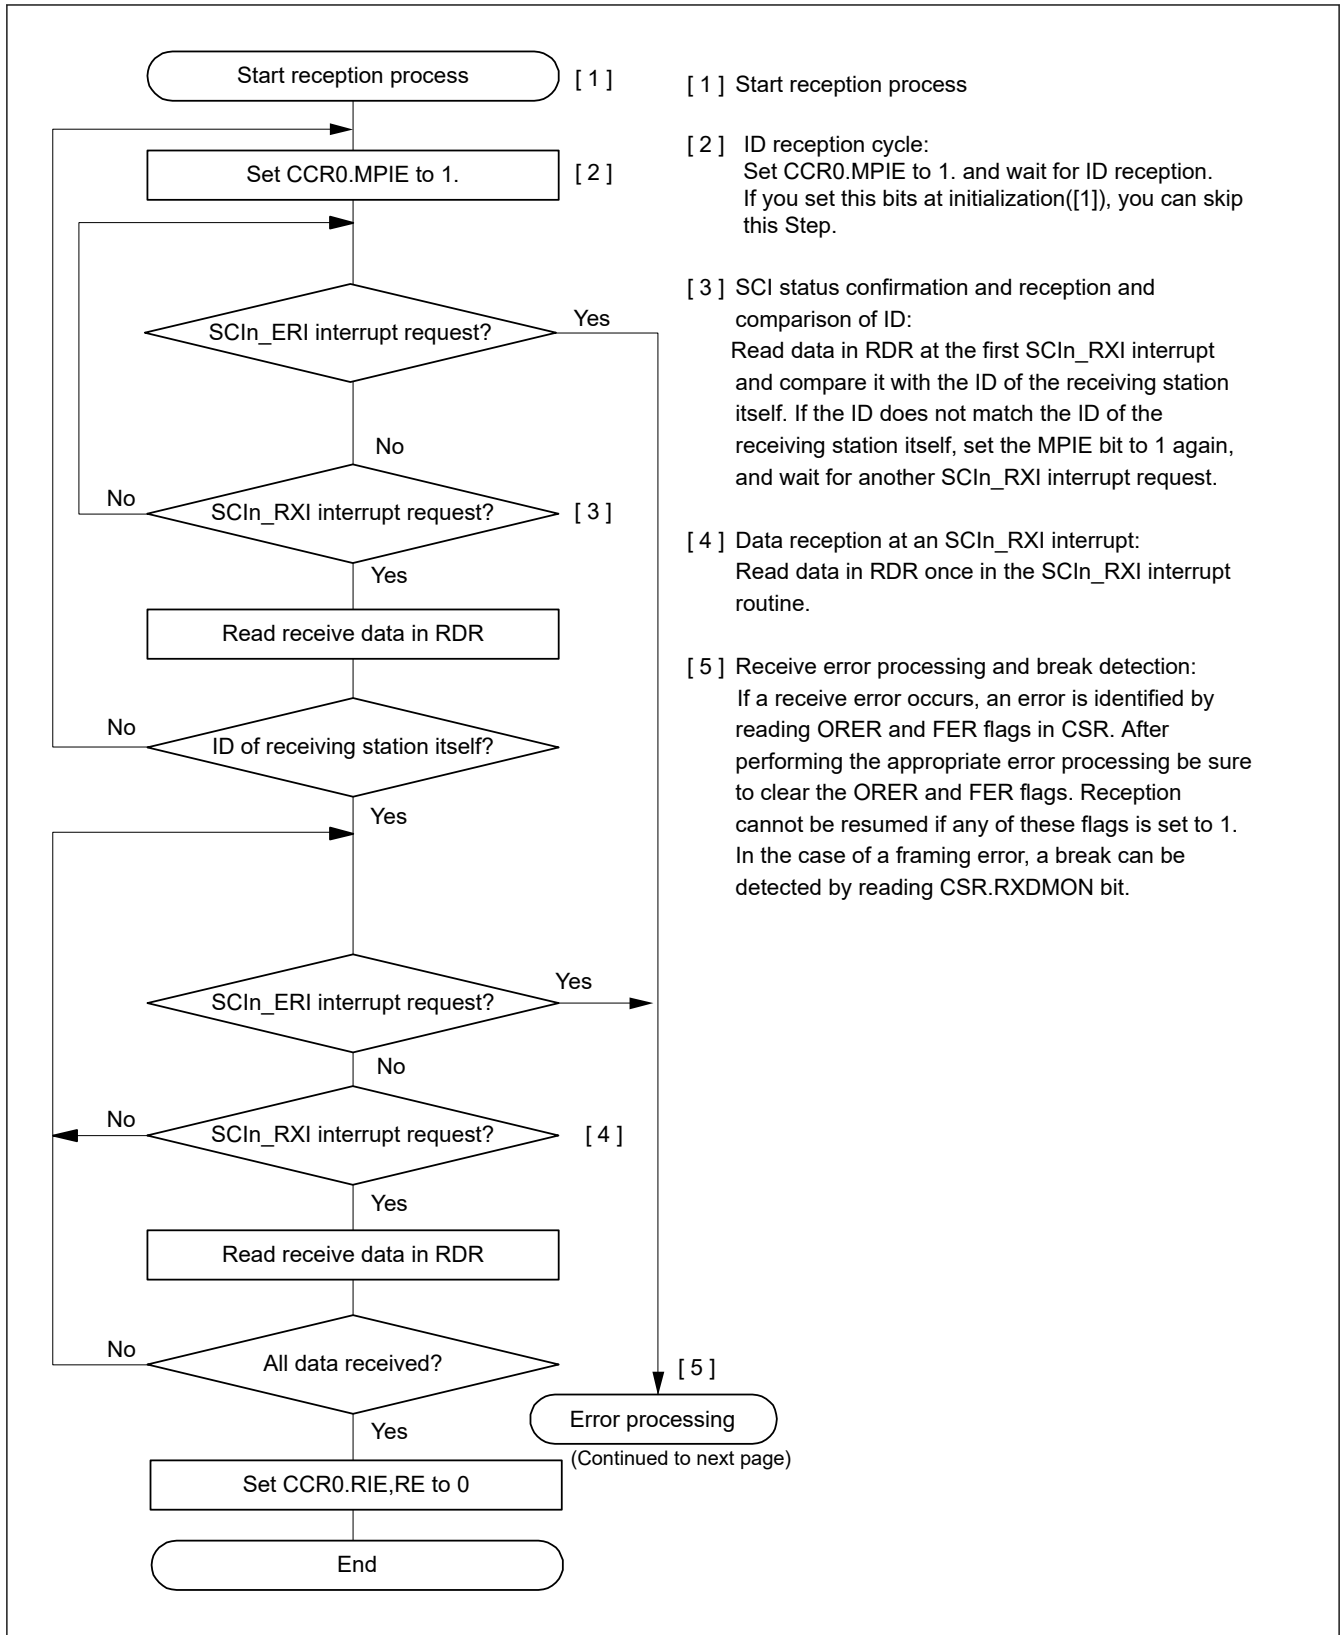 Start reception process
[ 1 ]
Set CCR0.MPIE to 1.
[ 2 ]
SCIn_ERI interrupt request?
Yes
No
SCIn_RXI interrupt request?
No
[ 3 ]
Yes
Read receive data in RDR
No
ID of receiving station itself?
Yes
SCIn_ERI interrupt request?
Yes
No
No
SCIn_RXI interrupt request?
[ 4 ]
Yes
Read receive data in RDR
No
All data received?
Yes
[ 5 ]
Error processing
(Continued to next page)
Set CCR0.RIE,RE to 0
End
[ 1 ] Start reception process
[ 2 ] ID reception cycle:
Set CCR0.MPIE to 1. and wait for ID reception.
If you set this bits at initialization([1]), you can skip
this Step.
[ 3 ] SCI status confirmation and reception and
comparison of ID:
Read data in RDR at the first SCIn_RXI interrupt
and compare it with the ID of the receiving station
itself. If the ID does not match the ID of the
receiving station itself, set the MPIE bit to 1 again,
and wait for another SCIn_RXI interrupt request.
[ 4 ] Data reception at an SCIn_RXI interrupt:
Read data in RDR once in the SCIn_RXI interrupt
routine.
[ 5 ] Receive error processing and break detection:
If a receive error occurs, an error is identified by
reading ORER and FER flags in CSR. After
performing the appropriate error processing be sure
to clear the ORER and FER flags. Reception
cannot be resumed if any of these flags is set to 1.
In the case of a framing error, a break can be
detected by reading CSR.RXDMON bit.